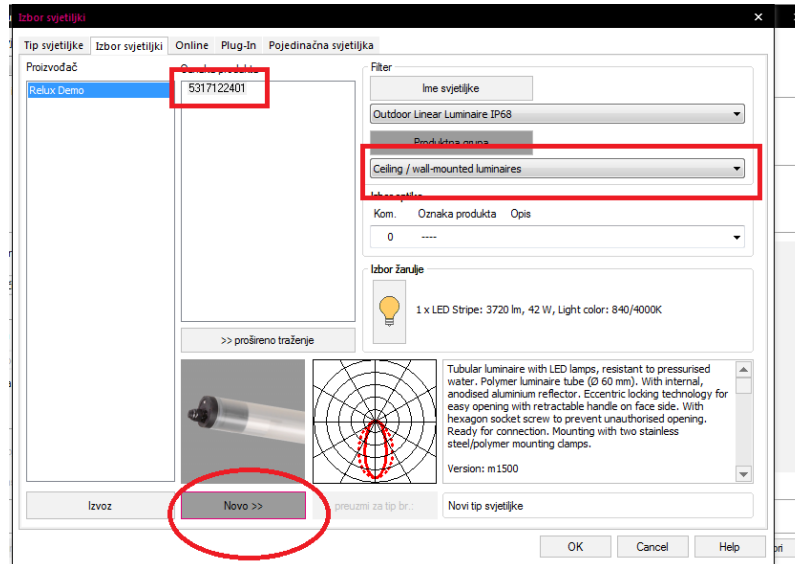 Izbor svjetiljki
Tip svjetiljke Izbor svjetiljki Online Plug-In Pojedinačna svjetiljka
Proizvođač
Relux Demo
Oznaka produkta
5317122401
>> prošireno traženje
Filter
Ime svjetiljke
Outdoor Linear Luminaire IP68
Produktna grupa
Ceiling / wall-mounted luminaires
Izbor optike
Kom. Oznaka produkta Opis
0 ----
Izbor žarulje
1 x LED Stripe: 3720 lm, 42 W, Light color: 840/4000K
Tubular luminaire with LED lamps, resistant to pressurised
water. Polymer luminaire tube (Ø 60 mm). With internal,
anodised aluminium reflector. Eccentric locking technology for
easy opening with retractable handle on face side. With
hexagon socket screw to prevent unauthorised opening.
Ready for connection. Mounting with two stainless
steel/polymer mounting clamps.
Version: m1500
Izvoz Novo >> preuzmi za tip br.: Novi tip svjetiljke
OK Cancel Help